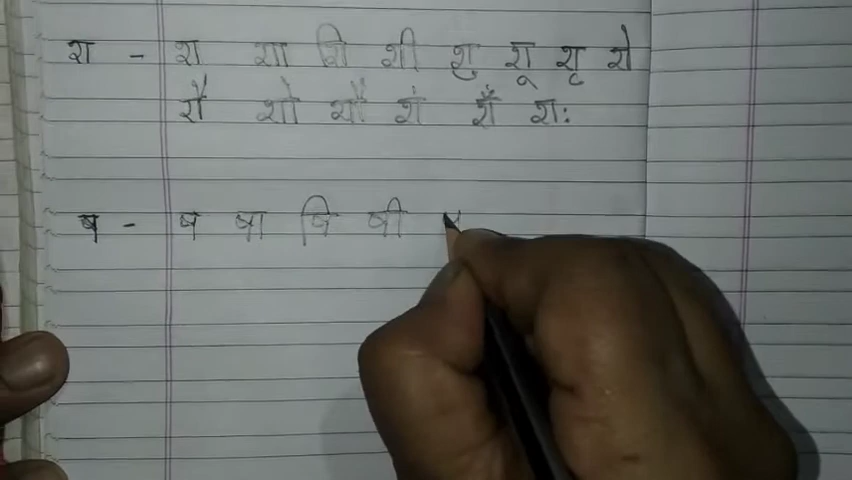 श - श शा शि शी शु शू शृ शे
शै शो शौ शं शँ शः
ष - ष षा षि षी